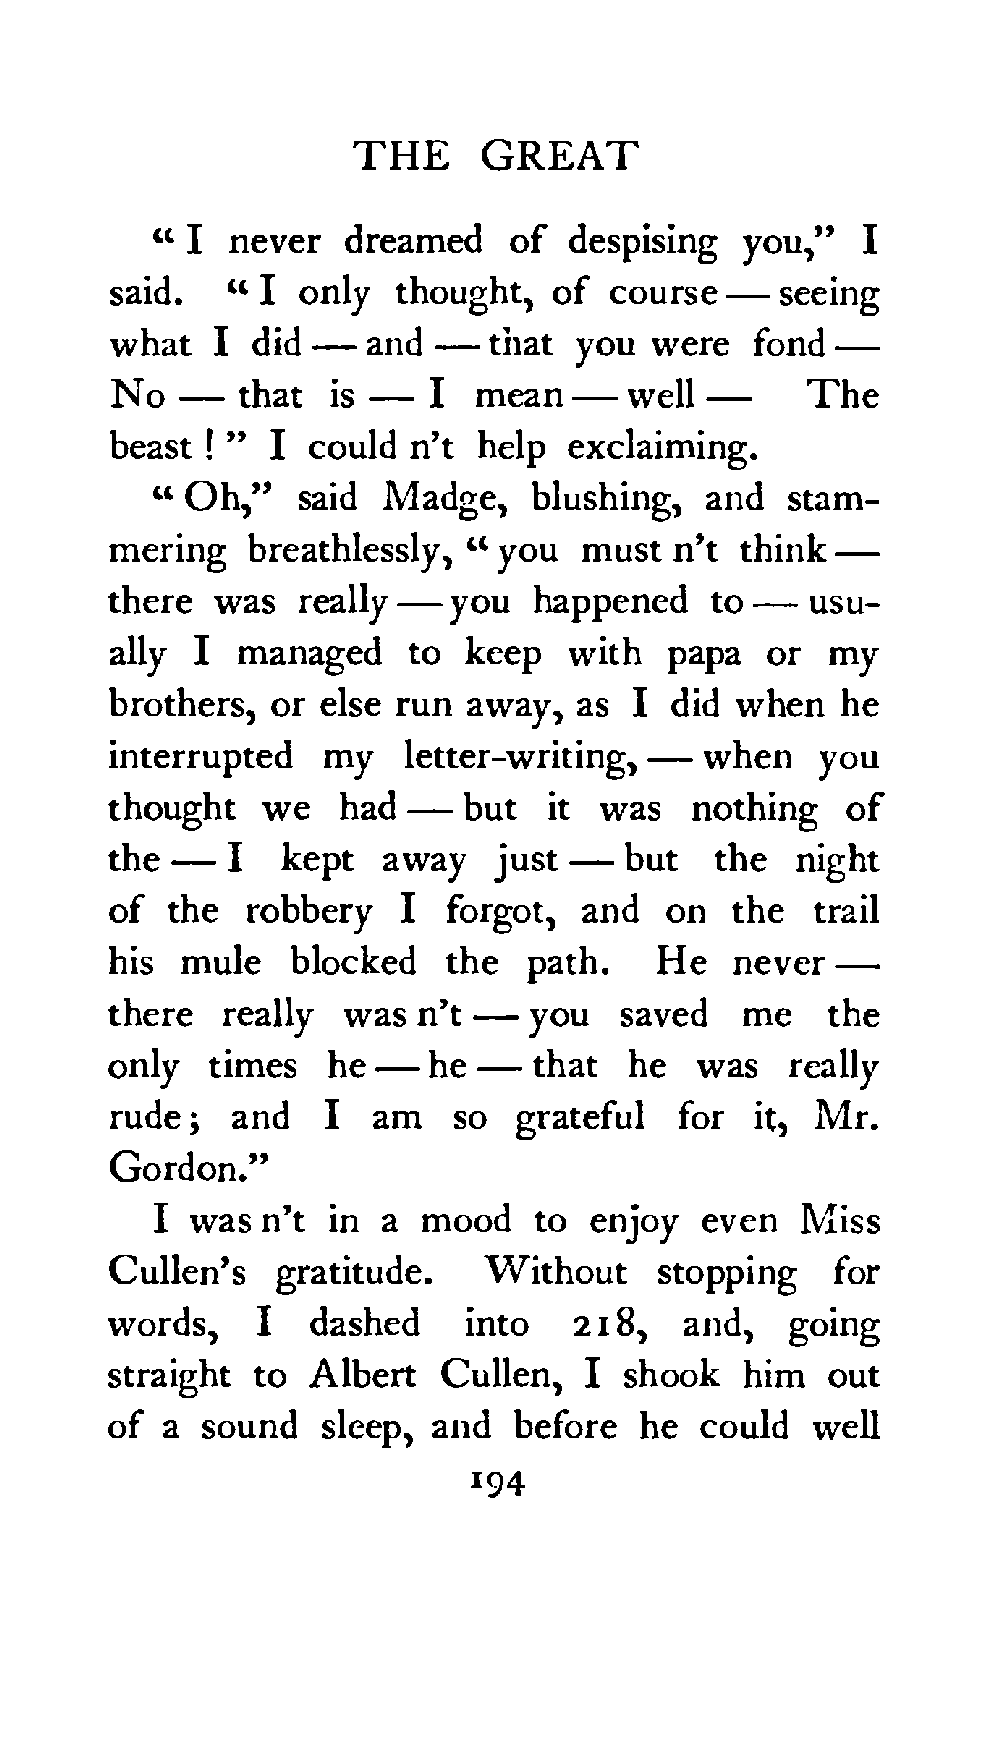 THE GREAT
“ I never dreamed of despising you,” I
said. “ I only thought, of course — seeing
what I did — and — that you were fond —
No — that is — I mean — well — The
beast ! ” I could n’t help exclaiming.
“ Oh,” said Madge, blushing, and stam-
mering breathlessly, “ you must n’t think —
there was really — you happened to — usu-
ally I managed to keep with papa or my
brothers, or else run away, as I did when he
interrupted my letter-writing, — when you
thought we had — but it was nothing of
the — I kept away just — but the night
of the robbery I forgot, and on the trail
his mule blocked the path. He never —
there really was n’t — you saved me the
only times he — he — that he was really
rude ; and I am so grateful for it, Mr.
Gordon.”
I was n’t in a mood to enjoy even Miss
Cullen’s gratitude. Without stopping for
words, I dashed into 218, and, going
straight to Albert Cullen, I shook him out
of a sound sleep, and before he could well
194